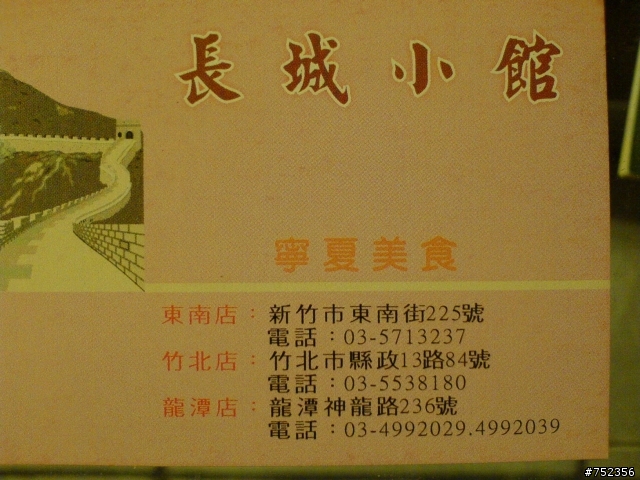 長城小館
寧夏美食
東南店：新竹市東南街225號
電話：03-5713237
竹北店：竹北市縣政13路84號
電話：03-5538180
龍潭店：龍潭神龍路236號
電話：03-4992029.4992039
#752356